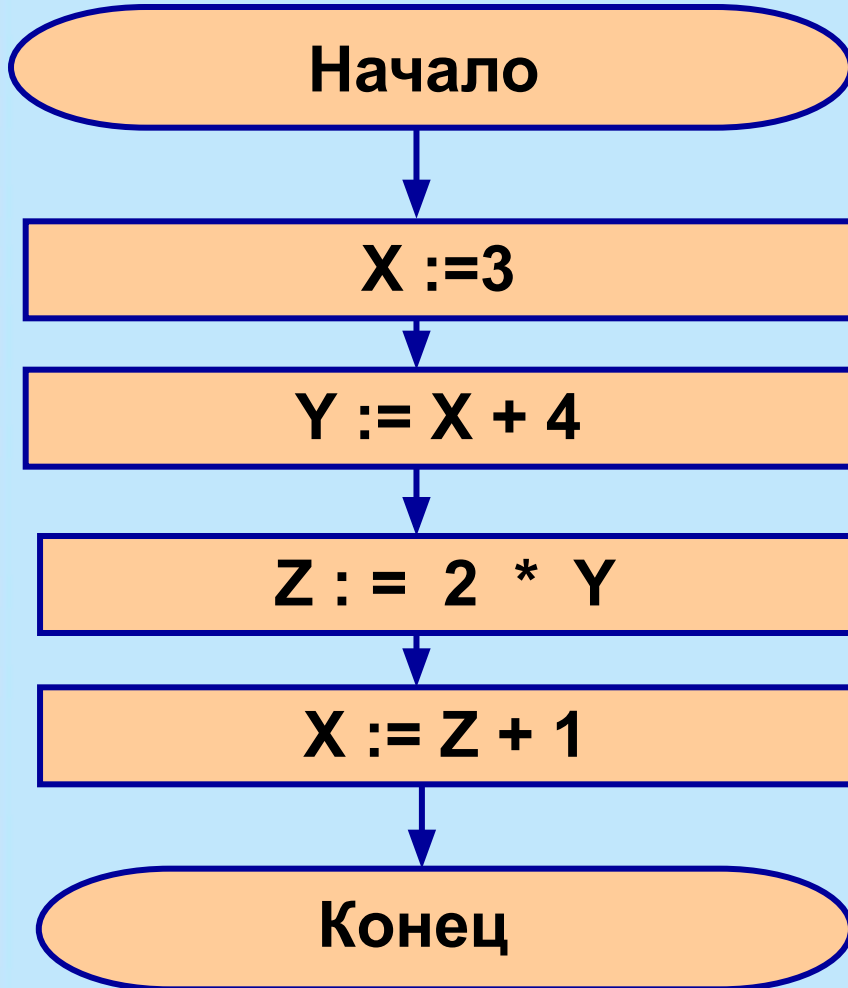 Начало
X :=3
Y := X + 4
Z : = 2 * Y
X := Z + 1
Конец